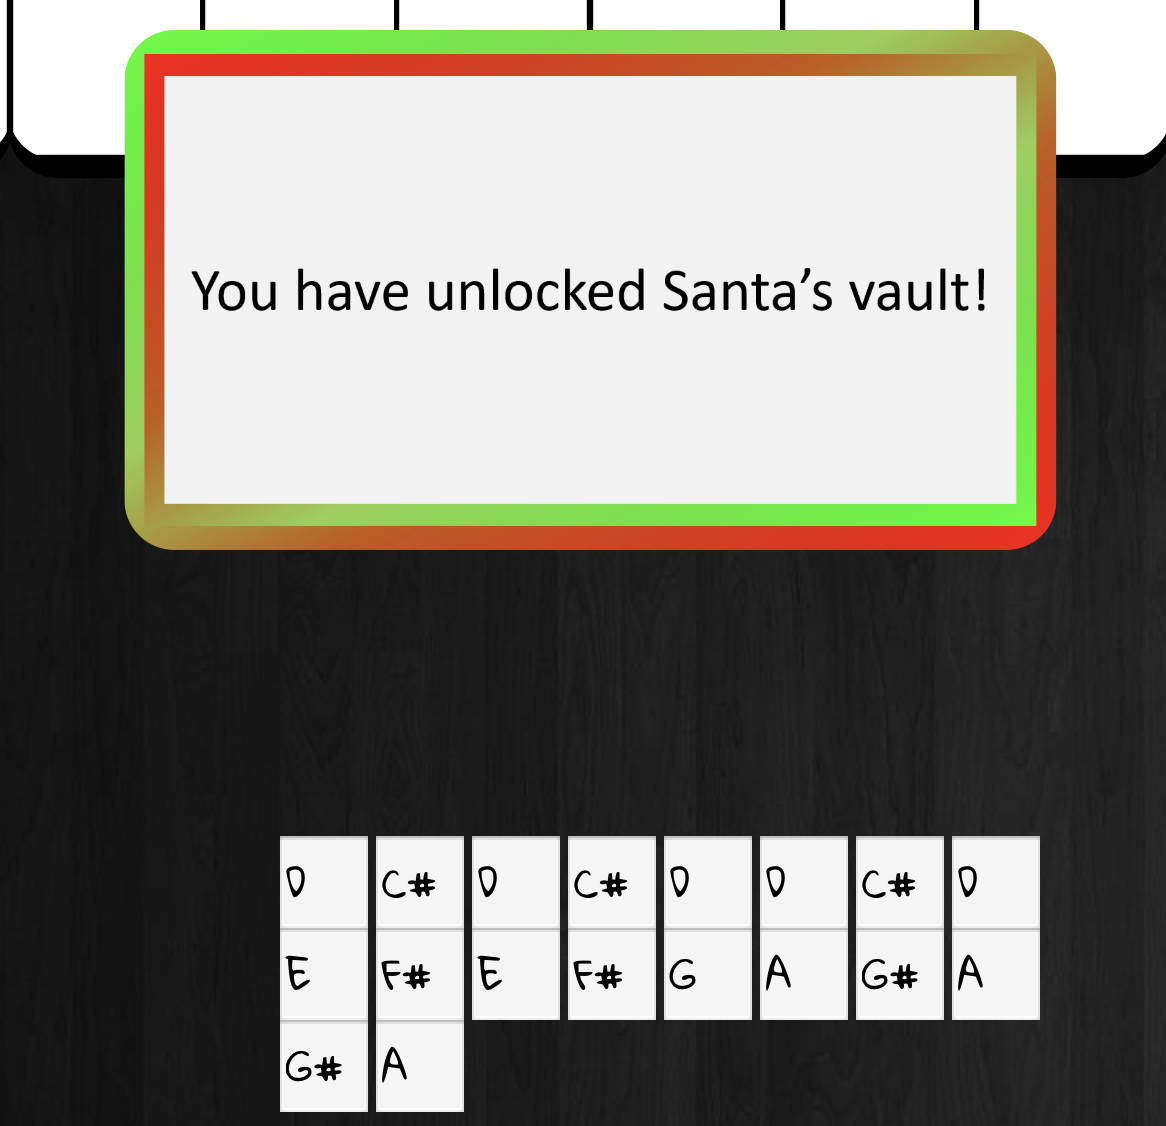 You have unlocked Santa’s vault!
D C# D C# D D C# D
E F# E F# G A G# A
G# A